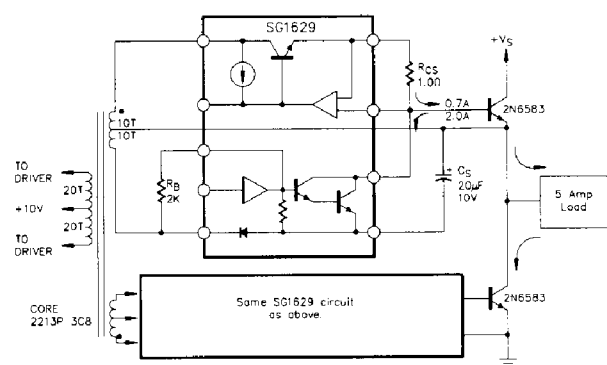 SG1629
+VS
RCS
1.00
0.7A
2.0A
2N6583
10T
10T
TO
DRIVER
20T
+10V
20T
TO
DRIVER
RB
2K
+ CS
20µF
10V
5 Amp
Load
CORE
2213P 3C8
Same SG1629 circuit
as above.
2N6583